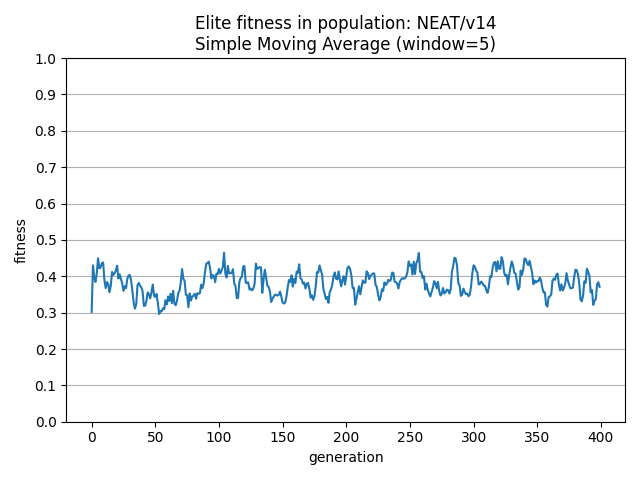 Elite fitness in population: NEAT/v14
Simple Moving Average (window=5)
1.0
0.9
0.8
0.7
0.6
0.5
0.4
0.3
0.2
0.1
0.0
fitness
0 50 100 150 200 250 300 350 400
generation